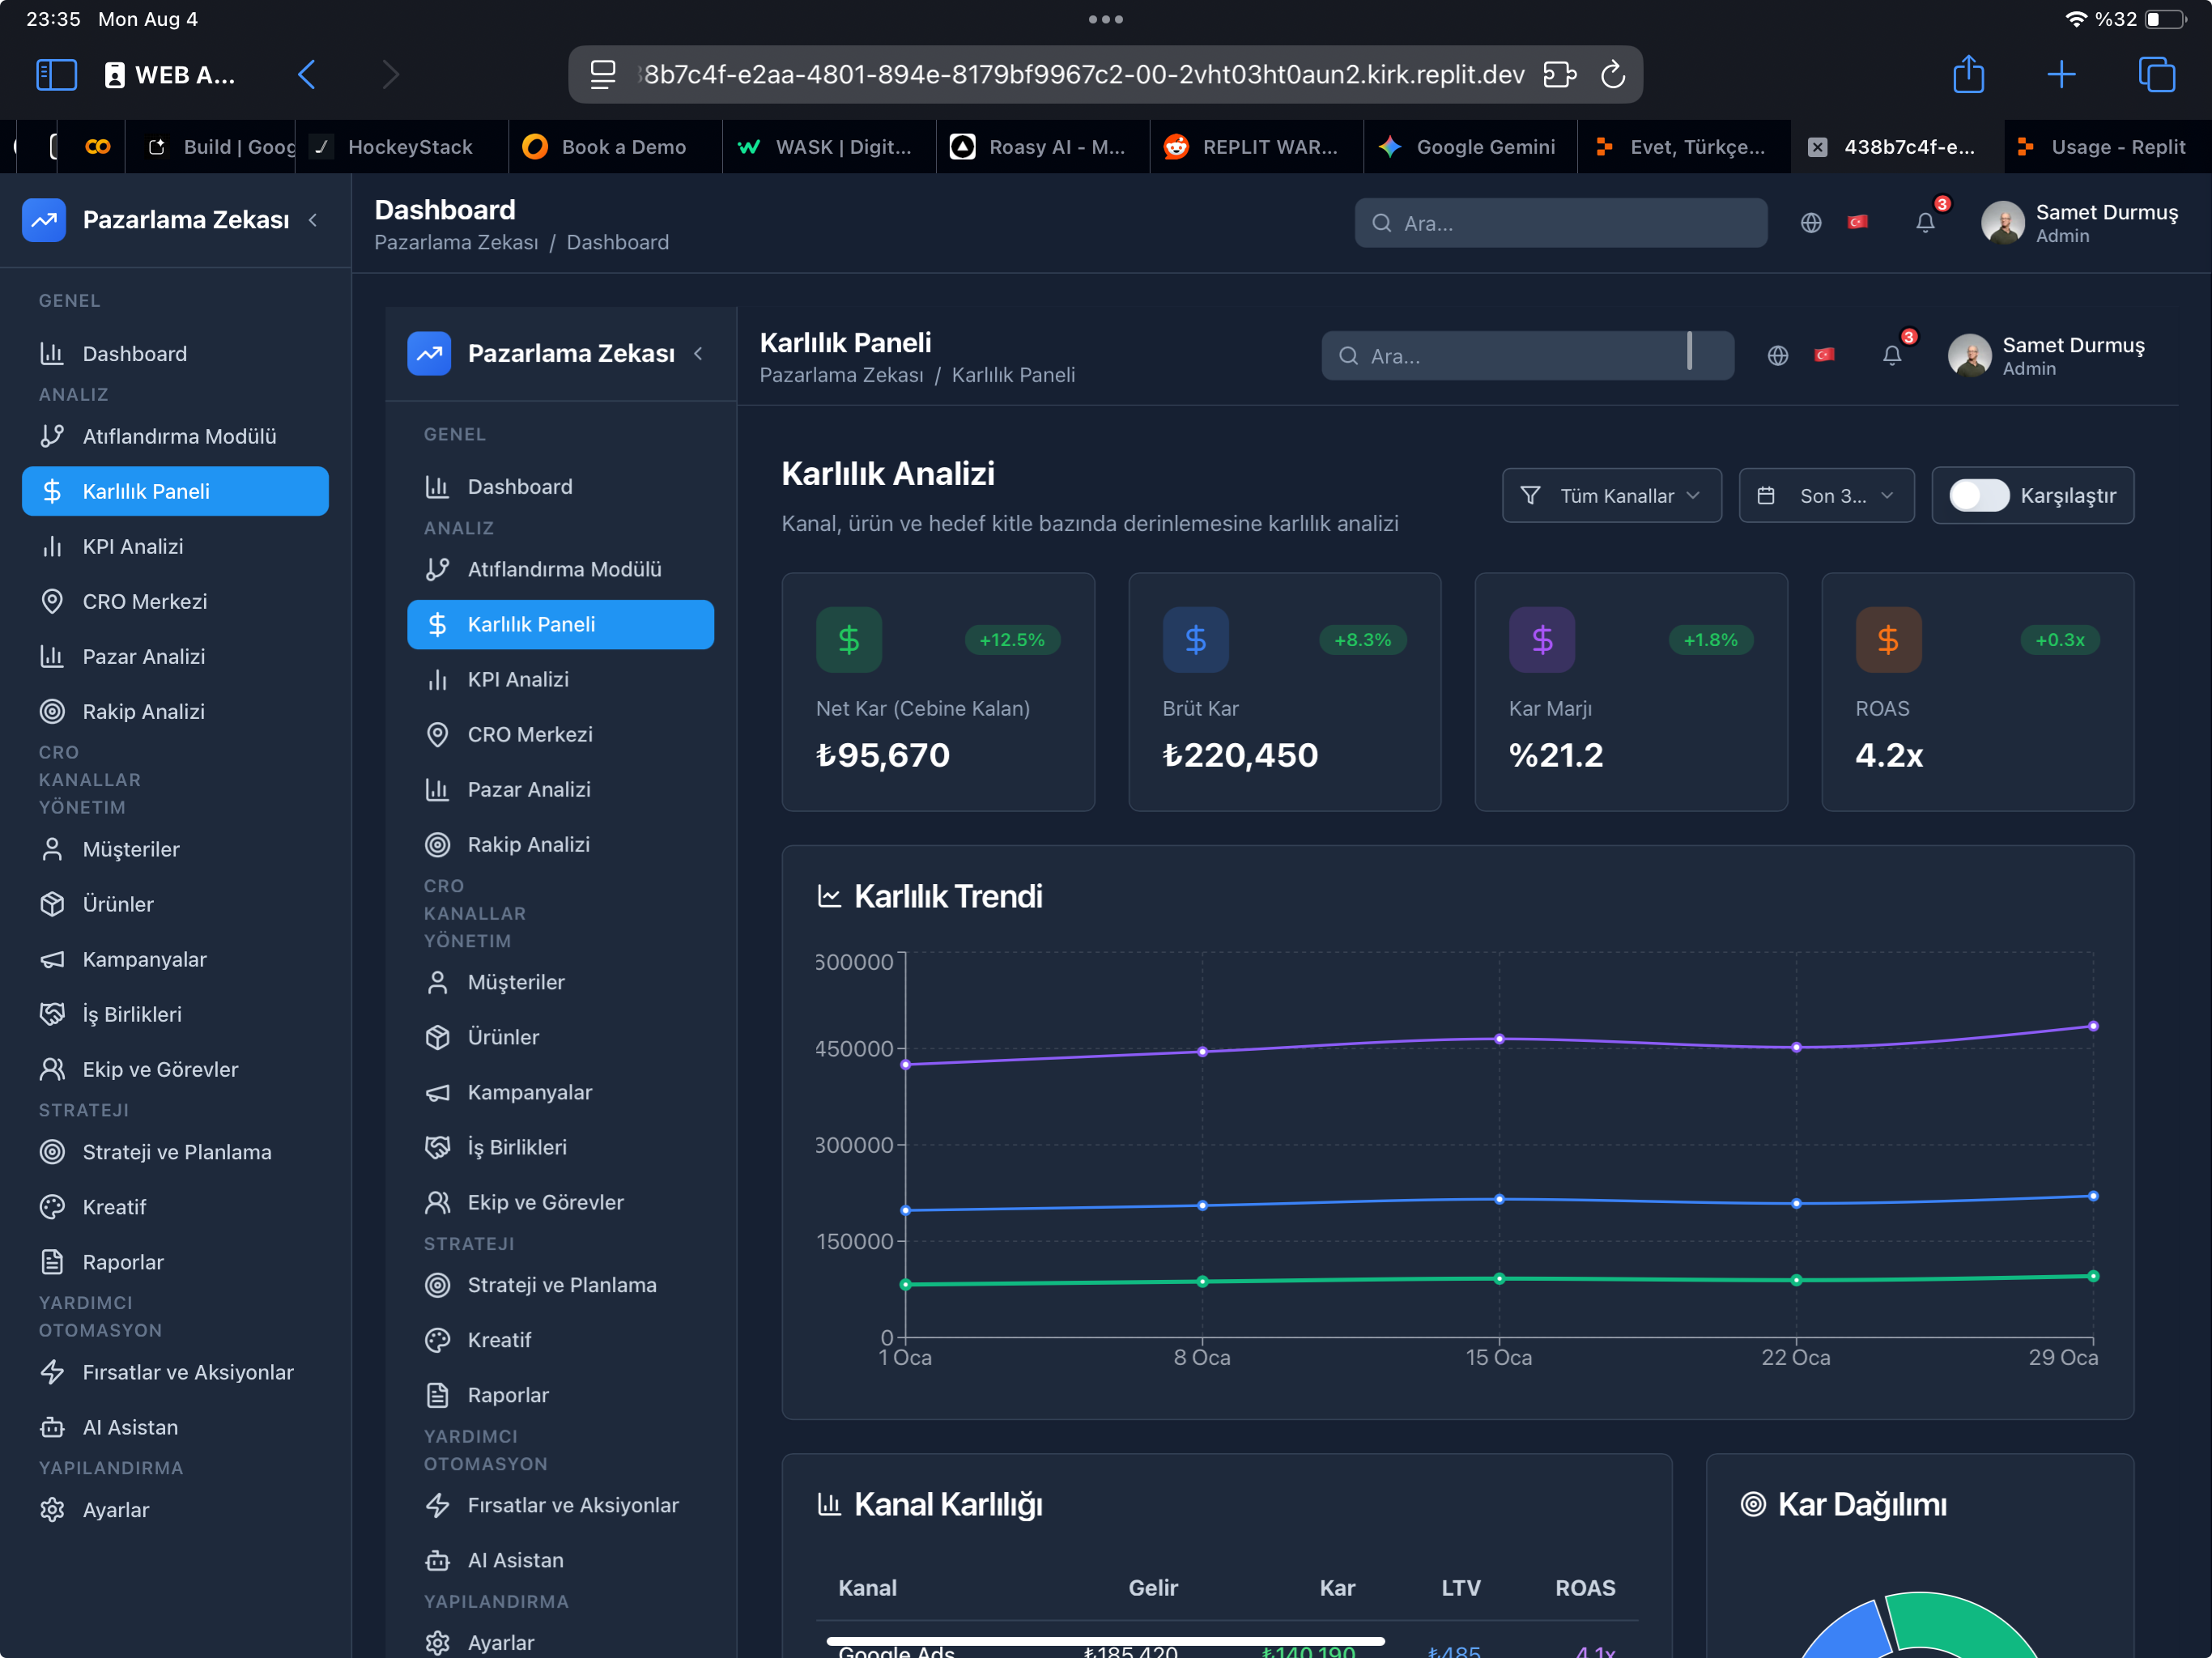 23:35 Mon Aug 4
%32
WEB A...
8b7c4f-e2aa-4801-894e-8179bf9967c2-00-2vht03ht0aun2.kirk.replit.dev
Build | Goog
HockeyStack
Book a Demo
WASK | Digit...
Roasy AI - M...
REPLIT WAR...
Google Gemini
Evet, Türkçe...
438b7c4f-e...
Usage - Replit
Pazarlama Zekası
GENEL
Dashboard
ANALIZ
Atıflandırma Modülü
Karlılık Paneli
KPI Analizi
CRO Merkezi
Pazar Analizi
Rakip Analizi
CRO
KANALLAR
YÖNETIM
Müşteriler
Ürünler
Kampanyalar
İş Birlikleri
Ekip ve Görevler
STRATEJI
Strateji ve Planlama
Kreatif
Raporlar
YARDIMCI
OTOMASYON
Fırsatlar ve Aksiyonlar
AI Asistan
YAPILANDIRMA
Ayarlar
Dashboard
Pazarlama Zekası / Dashboard
Ara...
3
Samet Durmuş
Admin
Pazarlama Zekası
GENEL
Dashboard
ANALIZ
Atıflandırma Modülü
Karlılık Paneli
KPI Analizi
CRO Merkezi
Pazar Analizi
Rakip Analizi
CRO
KANALLAR
YÖNETIM
Müşteriler
Ürünler
Kampanyalar
İş Birlikleri
Ekip ve Görevler
STRATEJI
Strateji ve Planlama
Kreatif
Raporlar
YARDIMCI
OTOMASYON
Fırsatlar ve Aksiyonlar
AI Asistan
YAPILANDIRMA
Ayarlar
Karlılık Paneli
Pazarlama Zekası / Karlılık Paneli
Ara...
3
Samet Durmuş
Admin
Karlılık Analizi
Kanal, ürün ve hedef kitle bazında derinlemesine karlılık analizi
Tüm Kanallar
Son 3...
Karşılaştır
+12.5%
Net Kar (Cebine Kalan)
₺95,670
+8.3%
Brüt Kar
₺220,450
+1.8%
Kar Marjı
%21.2
+0.3x
ROAS
4.2x
Karlılık Trendi
600000
450000
300000
150000
0
1 Oca 8 Oca 15 Oca 22 Oca 29 Oca
Kanal Karlılığı
Kanal Gelir Kar LTV ROAS
Google Ads ₺185,420 ₺140,190 ₺485 4.1x
Kar Dağılımı